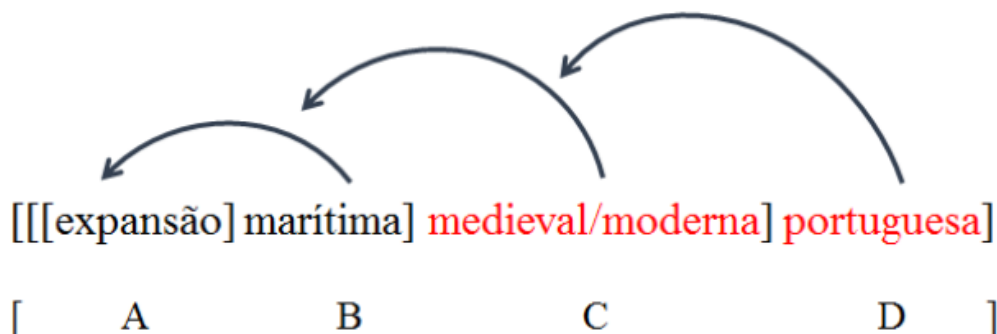 [[[expansão] marítima] medieval/moderna] portuguesa]
[ A B C D ]